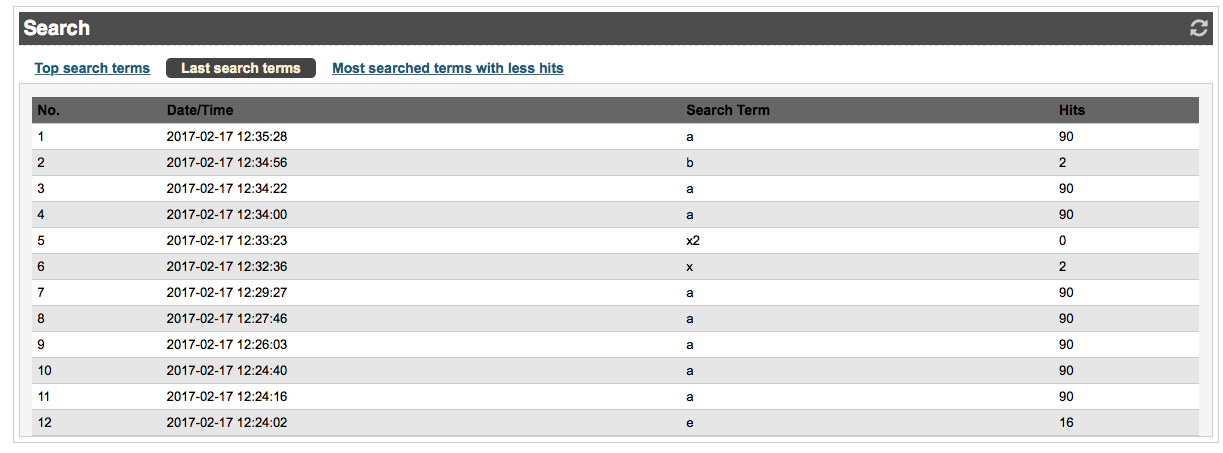 Search
Top search terms Last search terms Most searched terms with less hits
No. Date/Time Search Term Hits
1 2017-02-17 12:35:28 a 90
2 2017-02-17 12:34:56 b 2
3 2017-02-17 12:34:22 a 90
4 2017-02-17 12:34:00 a 90
5 2017-02-17 12:33:23 x2 0
6 2017-02-17 12:32:36 x 2
7 2017-02-17 12:29:27 a 90
8 2017-02-17 12:27:46 a 90
9 2017-02-17 12:26:03 a 90
10 2017-02-17 12:24:40 a 90
11 2017-02-17 12:24:16 a 90
12 2017-02-17 12:24:02 e 16